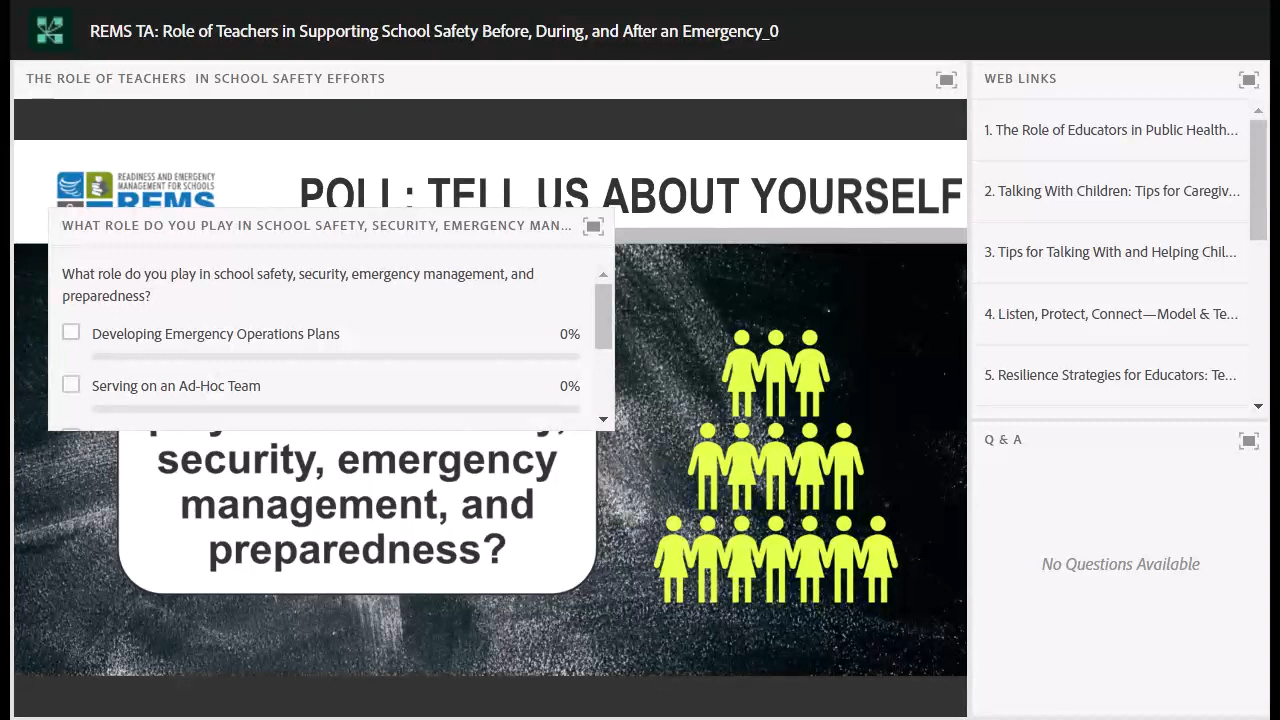 REMS TA: Role of Teachers in Supporting School Safety Before, During, and After an Emergency_0
THE ROLE OF TEACHERS IN SCHOOL SAFETY EFFORTS
READINESS AND EMERGENCY
MANAGEMENT FOR SCHOOLS
REMS
POLL: TELL US ABOUT YOURSELF
WHAT ROLE DO YOU PLAY IN SCHOOL SAFETY, SECURITY, EMERGENCY MAN...
What role do you play in school safety, security, emergency management, and
preparedness?
Developing Emergency Operations Plans 0%
Serving on an Ad-Hoc Team 0%
security, emergency
management, and
preparedness?
WEB LINKS
1. The Role of Educators in Public Health...
2. Talking With Children: Tips for Caregiv...
3. Tips for Talking With and Helping Chil...
4. Listen, Protect, Connect—Model & Te...
5. Resilience Strategies for Educators: Te...
Q & A
No Questions Available